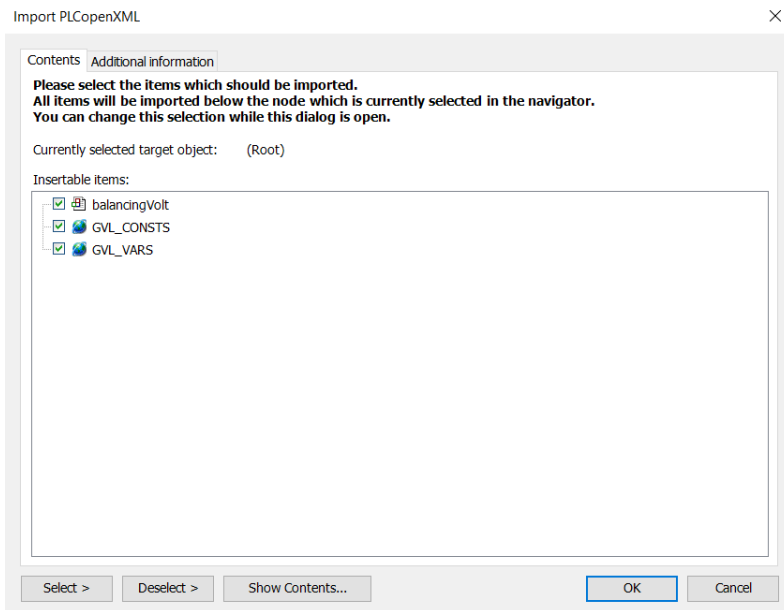 Import PLCopenXML
Contents Additional information
Please select the items which should be imported.
All items will be imported below the node which is currently selected in the navigator.
You can change this selection while this dialog is open.
Currently selected target object: (Root)
Insertable items:
balancingVolt
GVL_CONSTS
GVL_VARS
Select > Deselect > Show Contents... OK Cancel